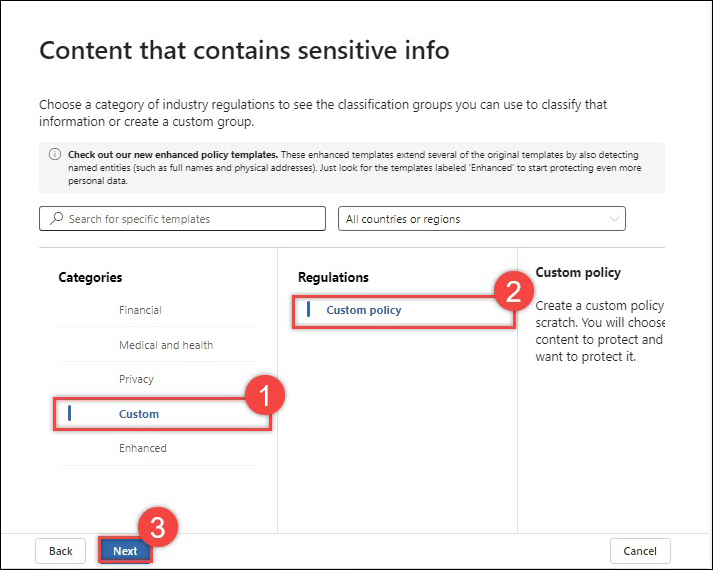 Content that contains sensitive info
Choose a category of industry regulations to see the classification groups you can use to classify that
information or create a custom group.
Check out our new enhanced policy templates. These enhanced templates extend several of the original templates by also detecting
named entities (such as full names and physical addresses). Just look for the templates labeled 'Enhanced' to start protecting even more
personal data.
Search for specific templates
All countries or regions
Categories
Financial
Medical and health
Privacy
1
Custom
Enhanced
Regulations
2
Custom policy
Custom policy
Create a custom policy
scratch. You will choose
content to protect and
want to protect it.
3
Back
Next
Cancel